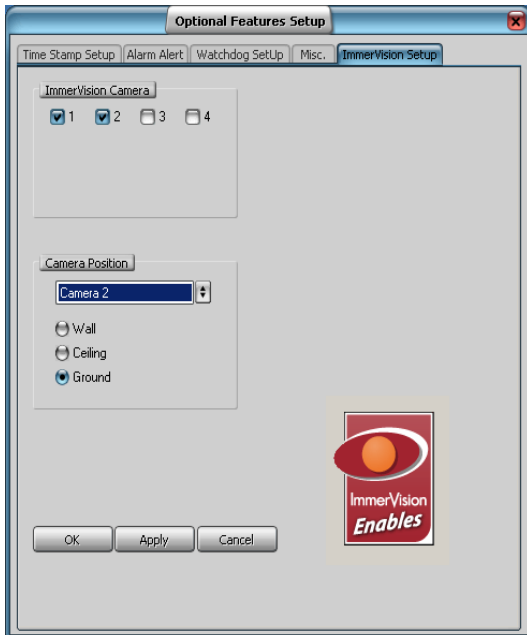 Optional Features Setup
Time Stamp Setup Alarm Alert Watchdog SetUp Misc. ImmerVision Setup
ImmerVision Camera
1 2 3 4
Camera Position
Camera 2
Wall
Ceiling
Ground
ImmerVision
Enables
OK Apply Cancel